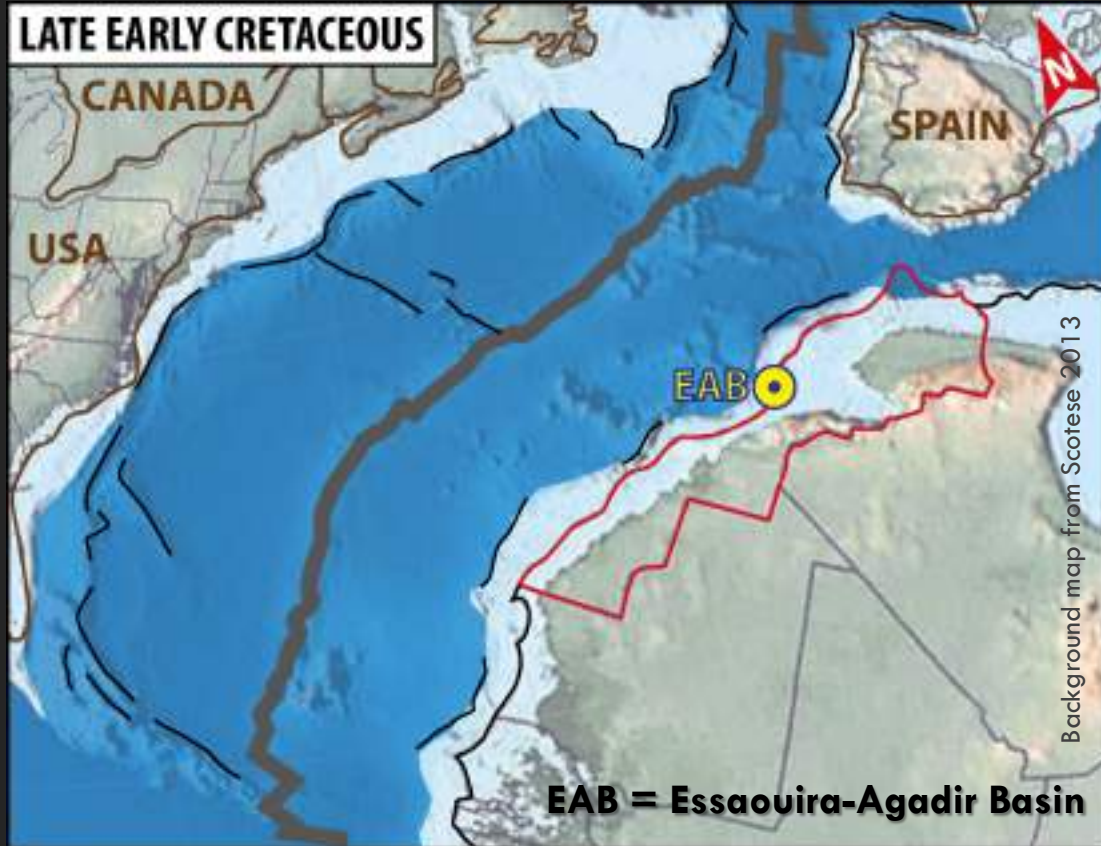 LATE EARLY CRETACEOUS
CANADA
N
SPAIN
USA
EAB
Background map from Scotese 2013
EAB = Essaouira-Agadir Basin